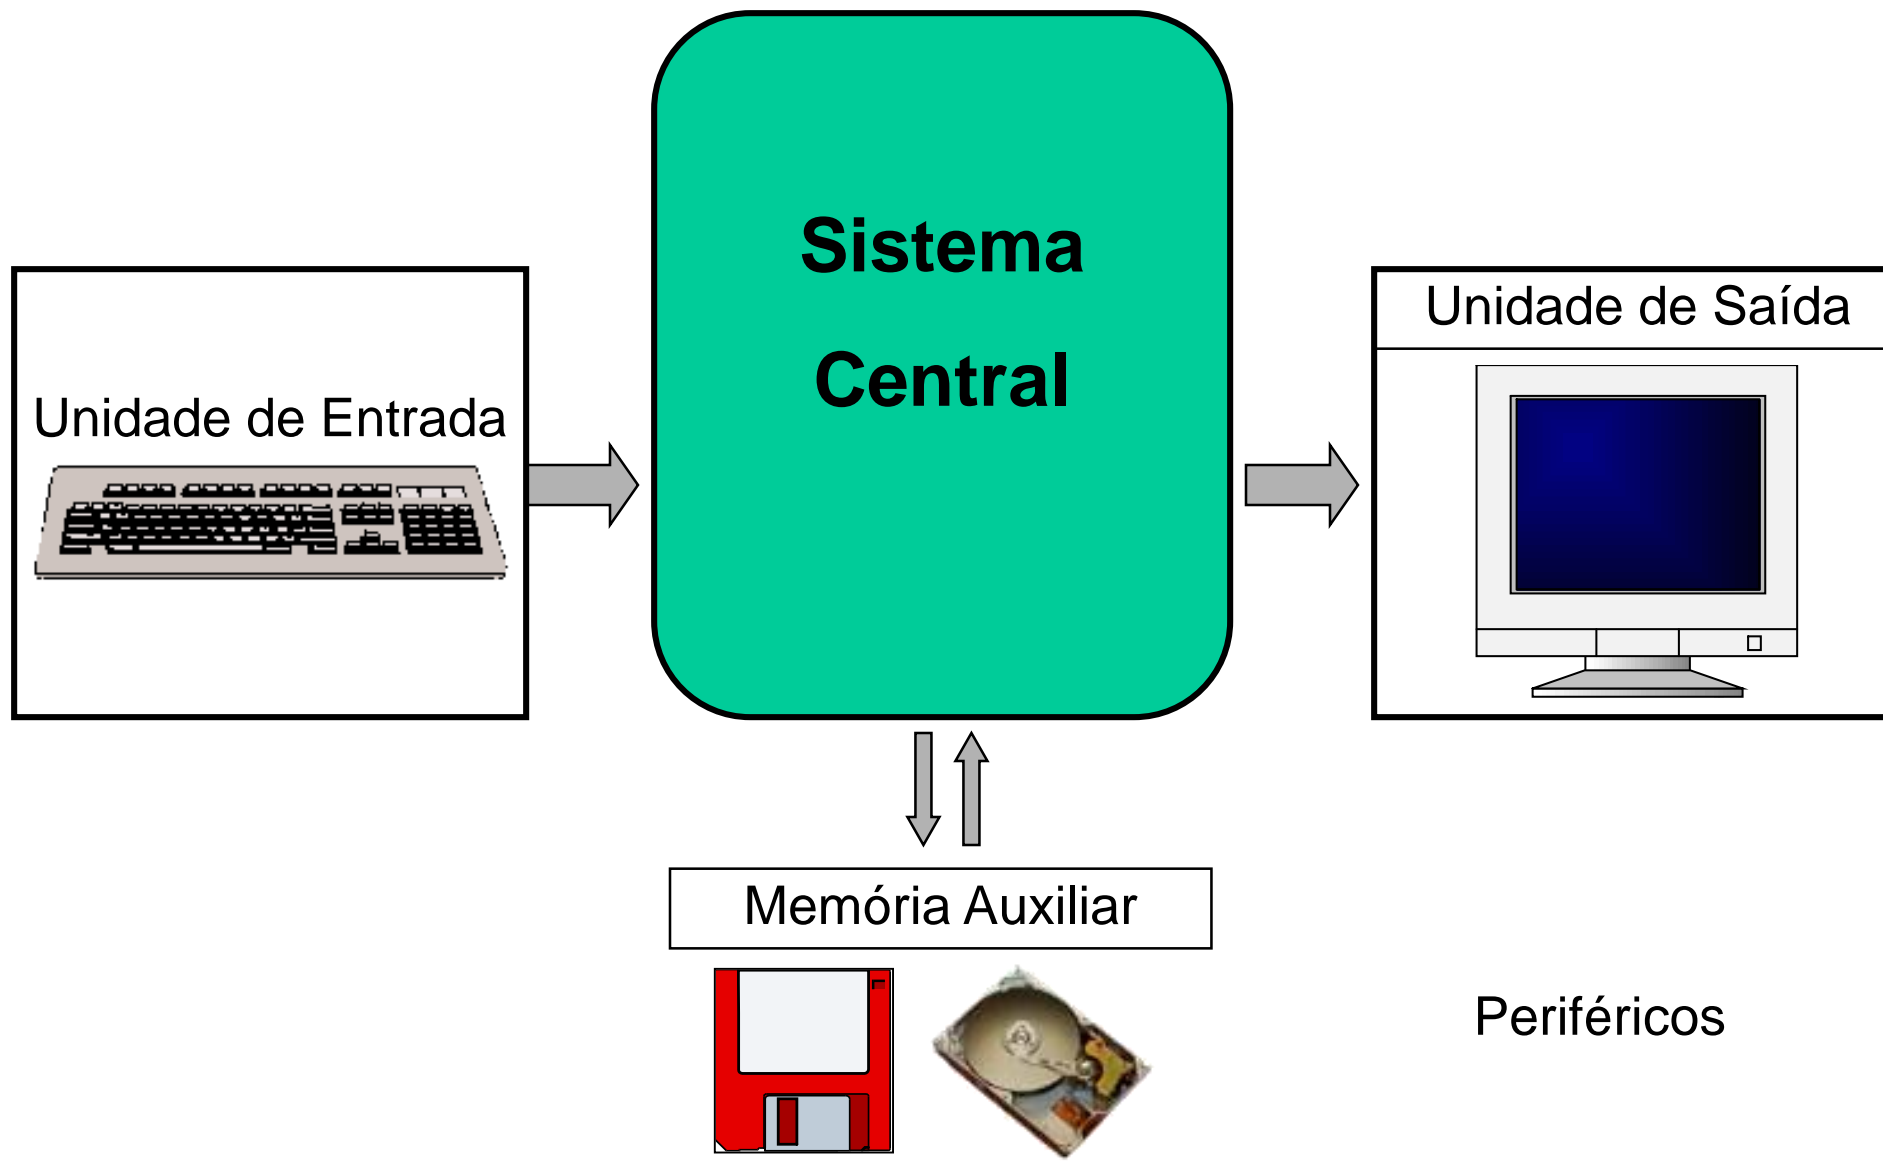 Sistema
Central
Unidade de Entrada
Unidade de Saída
Memória Auxiliar
Periféricos